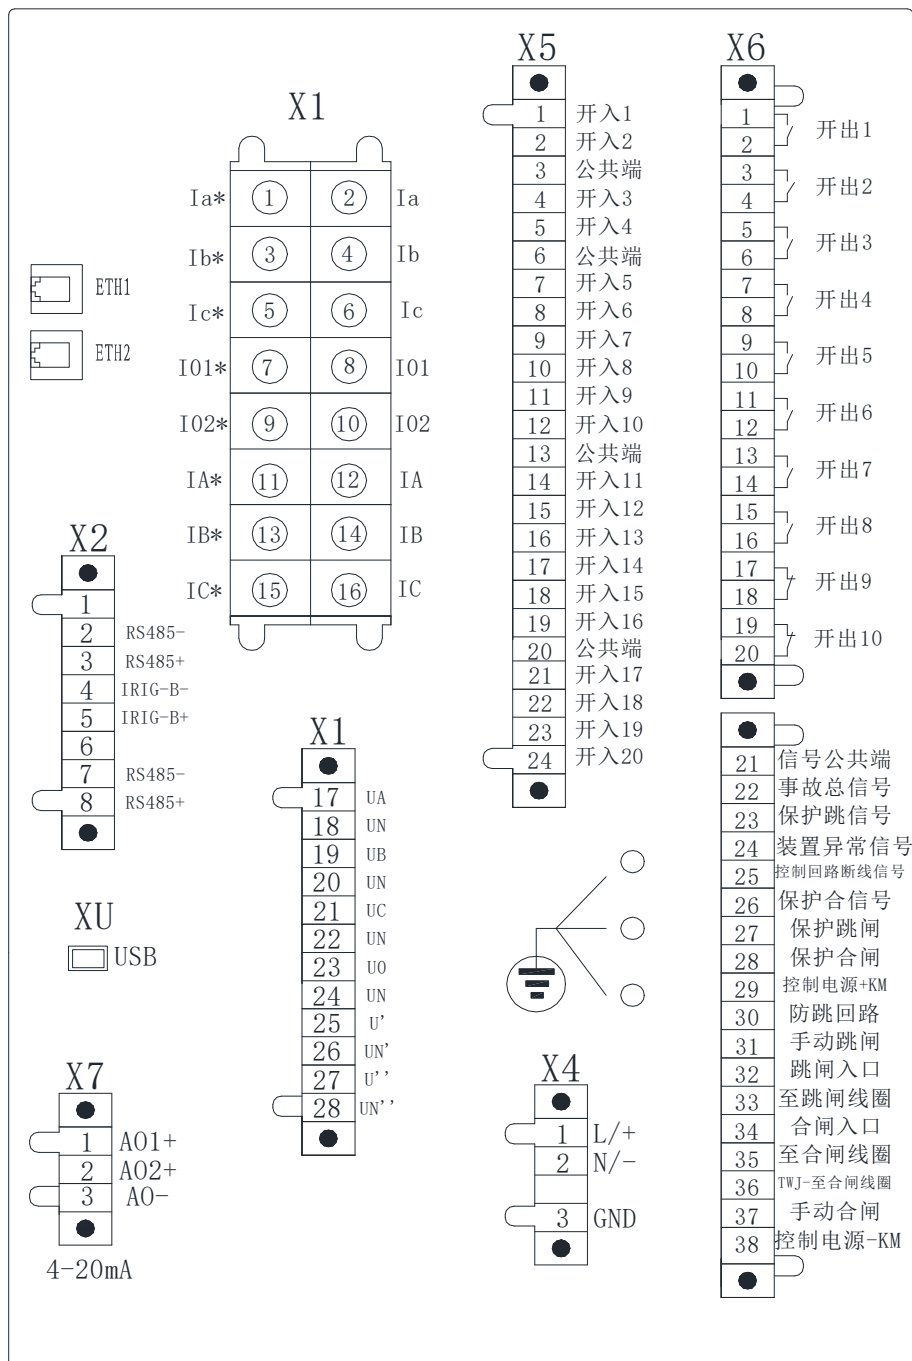 X1
Ia* 1 2 Ia
Ib* 3 4 Ib
Ic* 5 6 Ic
I01* 7 8 I01
I02* 9 10 I02
IA* 11 12 IA
IB* 13 14 IB
IC* 15 16 IC
ETH1
ETH2
X2
1
2 RS485-
3 RS485+
4 IRIG-B-
5 IRIG-B+
6
7 RS485-
8 RS485+
XU
USB
X7
1 AO1+
2 AO2+
3 AO-
4-20mA
X1
17 UA
18 UN
19 UB
20 UN
21 UC
22 UN
23 U0
24 UN
25 U'
26 UN'
27 U''
28 UN''
X5
1 开入1
2 开入2
3 公共端
4 开入3
5 开入4
6 公共端
7 开入5
8 开入6
9 开入7
10 开入8
11 开入9
12 开入10
13 公共端
14 开入11
15 开入12
16 开入13
17 开入14
18 开入15
19 开入16
20 公共端
21 开入17
22 开入18
23 开入19
24 开入20
X4
1 L/+
2 N/-
3 GND
X6
1
2
开出1
3
4
开出2
5
6
开出3
7
8
开出4
9
10
开出5
11
12
开出6
13
14
开出7
15
16
开出8
17
18
开出9
19
20
开出10
21 信号公共端
22 事故总信号
23 保护跳信号
24 装置异常信号
25 控制回路断线信号
26 保护合信号
27 保护跳闸
28 保护合闸
29 控制电源+KM
30 防跳回路
31 手动跳闸
32 跳闸入口
33 至跳闸线圈
34 合闸入口
35 至合闸线圈
36 TWJ-至合闸线圈
37 手动合闸
38 控制电源-KM